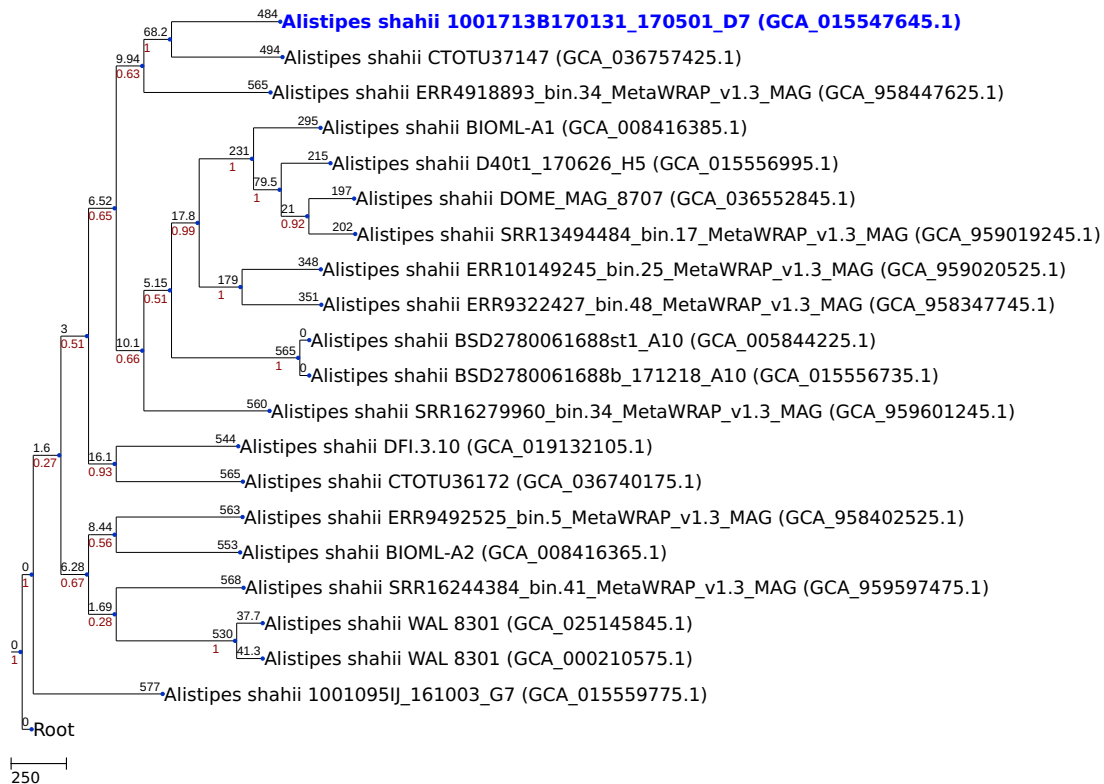 484
Alistipes shahii 1001713B170131_170501_D7 (GCA_015547645.1)
68.2
1
494
Alistipes shahii CTOTU37147 (GCA_036757425.1)
9.94
0.63
565
Alistipes shahii ERR4918893_bin.34_MetaWRAP_v1.3_MAG (GCA_958447625.1)
295
Alistipes shahii BIOML-A1 (GCA_008416385.1)
231
1
215
Alistipes shahii D40t1_170626_H5 (GCA_015556995.1)
79.5
1
197
Alistipes shahii DOME_MAG_8707 (GCA_036552845.1)
6.52
0.65
21
0.92
17.8
0.99
202
Alistipes shahii SRR13494484_bin.17_MetaWRAP_v1.3_MAG (GCA_959019245.1)
348
Alistipes shahii ERR10149245_bin.25_MetaWRAP_v1.3_MAG (GCA_959020525.1)
5.15
0.51
179
1
351
Alistipes shahii ERR9322427_bin.48_MetaWRAP_v1.3_MAG (GCA_958347745.1)
3
0.51
0
Alistipes shahii BSD2780061688st1_A10 (GCA_005844225.1)
10.1
0.66
565
1
0
Alistipes shahii BSD2780061688b_171218_A10 (GCA_015556735.1)
560
Alistipes shahii SRR16279960_bin.34_MetaWRAP_v1.3_MAG (GCA_959601245.1)
544
Alistipes shahii DFI.3.10 (GCA_019132105.1)
1.6
0.27
16.1
0.93
565
Alistipes shahii CTOTU36172 (GCA_036740175.1)
563
Alistipes shahii ERR9492525_bin.5_MetaWRAP_v1.3_MAG (GCA_958402525.1)
8.44
0.56
553
Alistipes shahii BIOML-A2 (GCA_008416365.1)
0
1
6.28
0.67
568
Alistipes shahii SRR16244384_bin.41_MetaWRAP_v1.3_MAG (GCA_959597475.1)
1.69
0.28
37.7
Alistipes shahii WAL 8301 (GCA_025145845.1)
530
1
0
1
41.3
Alistipes shahii WAL 8301 (GCA_000210575.1)
577
Alistipes shahii 1001095IJ_161003_G7 (GCA_015559775.1)
0
Root
250